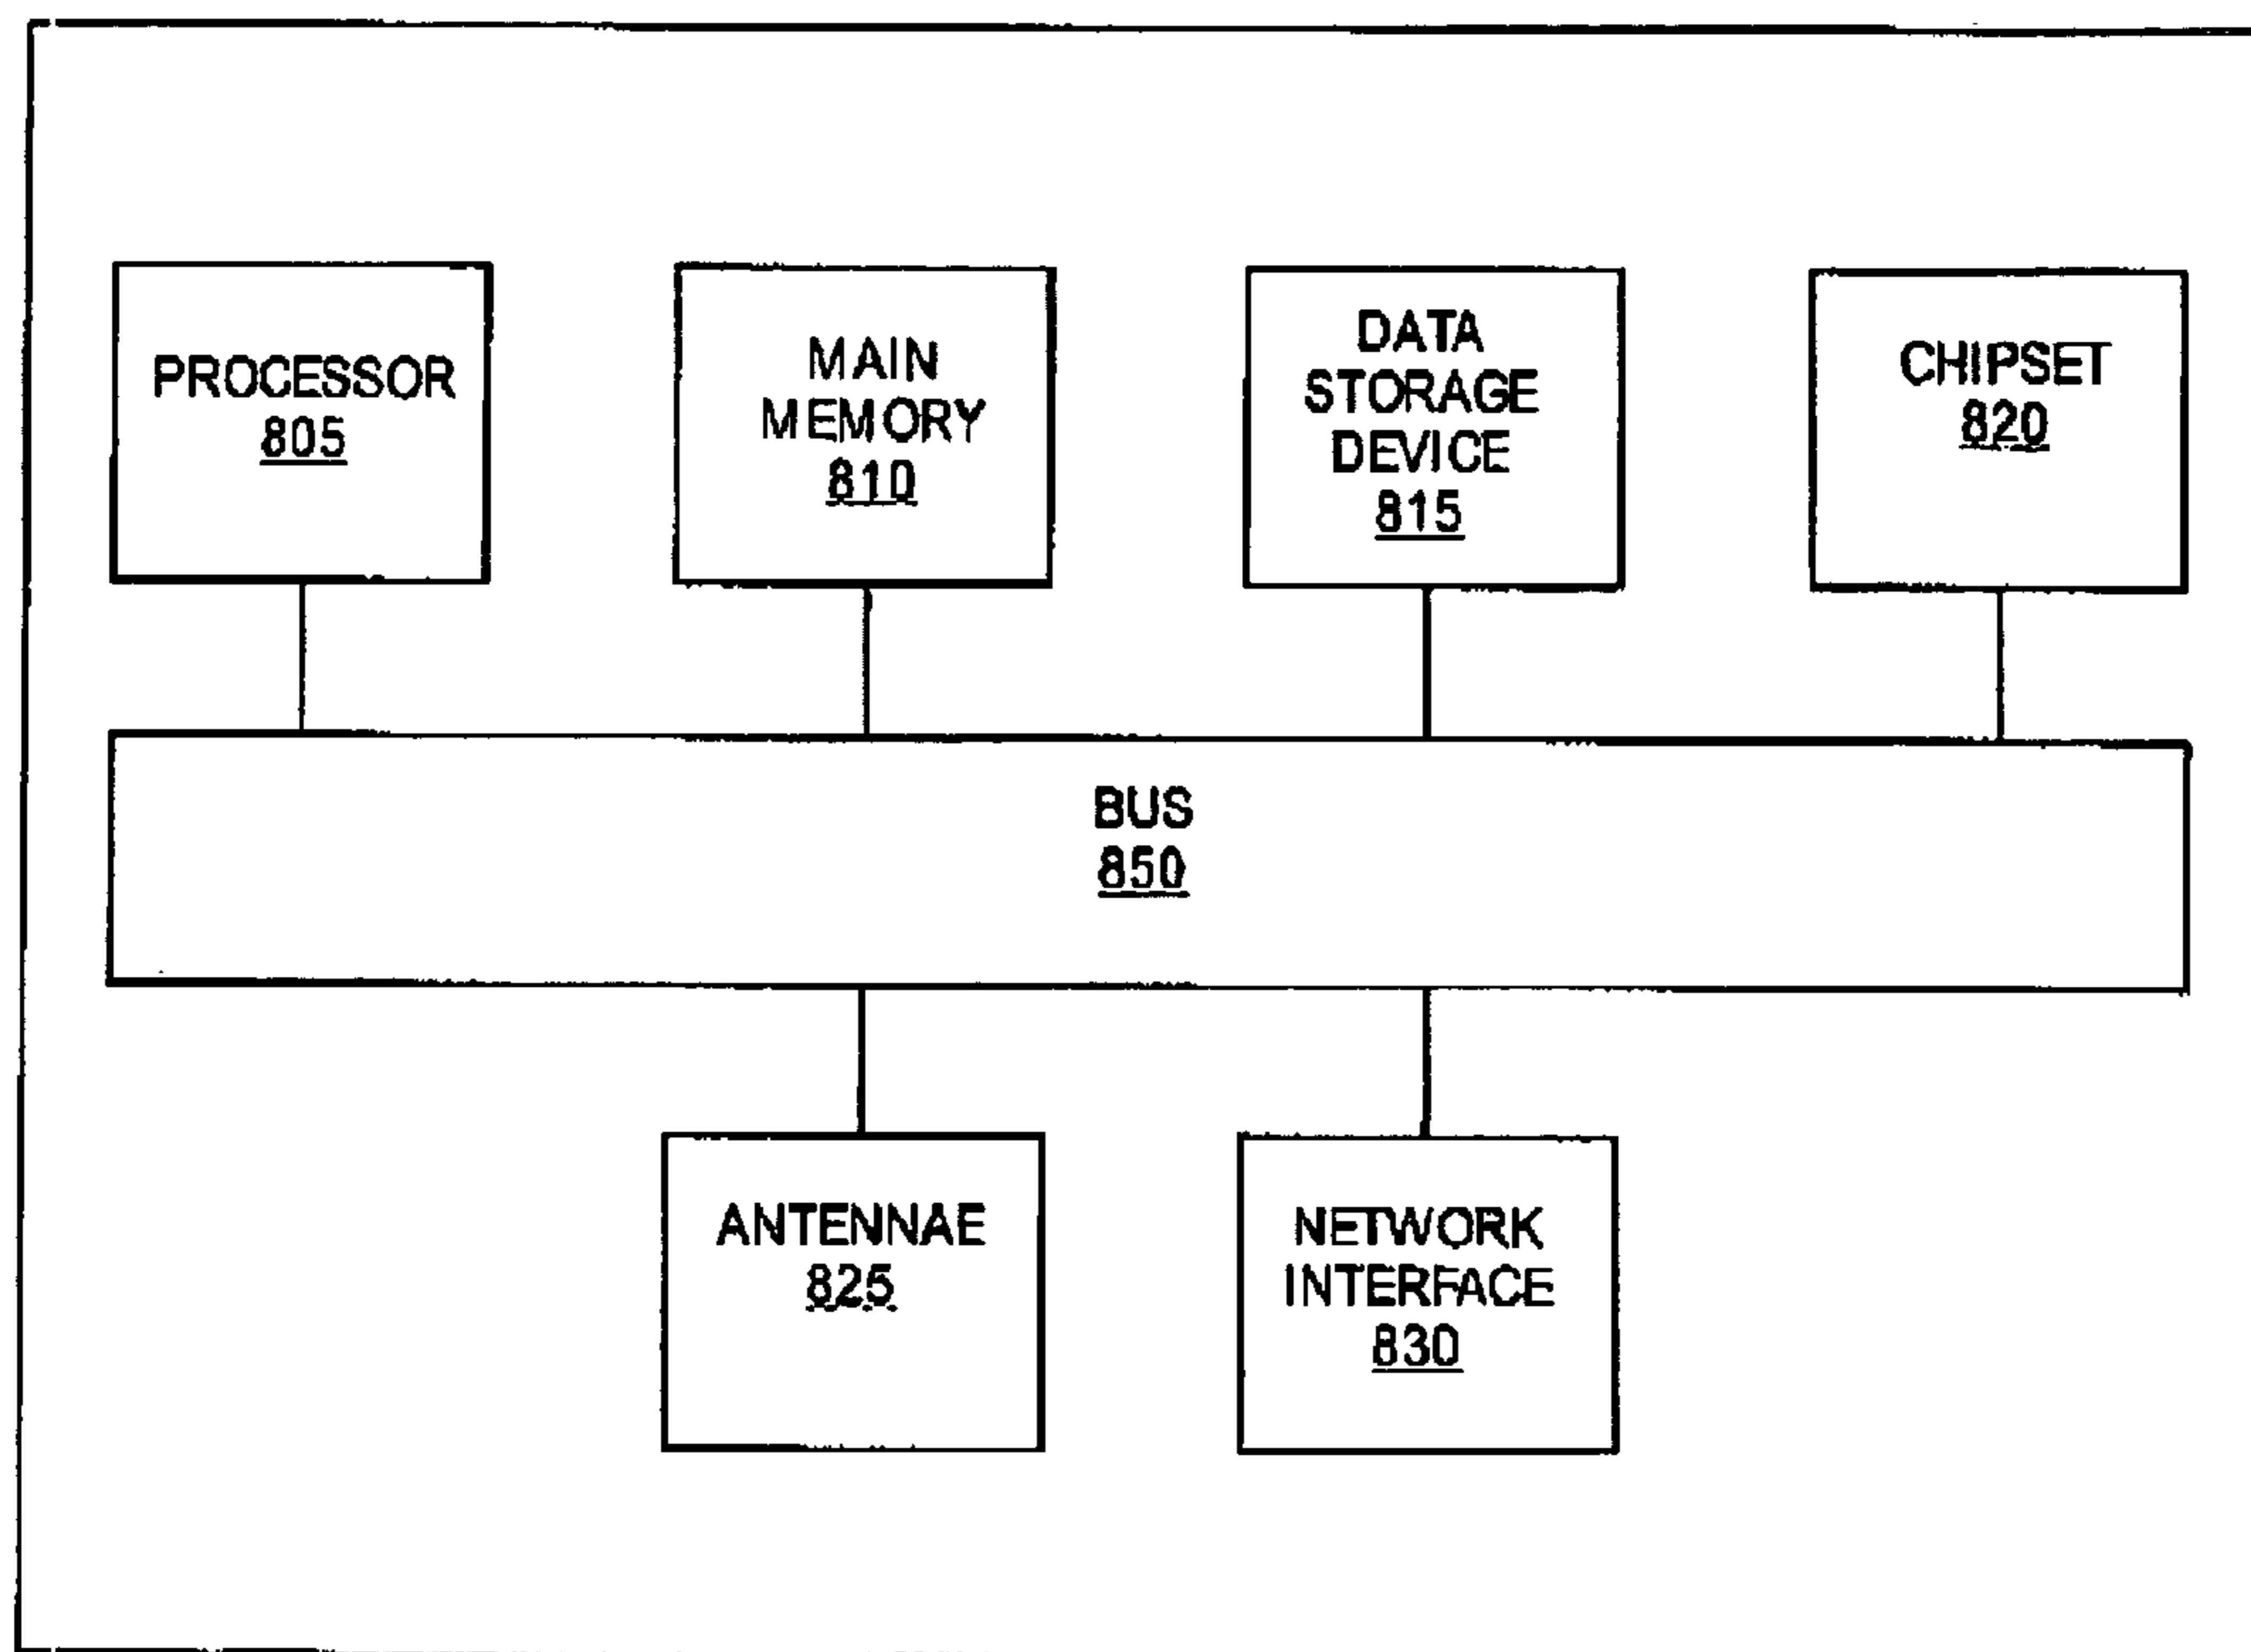 PROCESSOR
805
MAIN
MEMORY
810
DATA
STORAGE
DEVICE
815
CHIPSET
820
BUS
850
ANTENNAE
825
NETWORK
INTERFACE
830